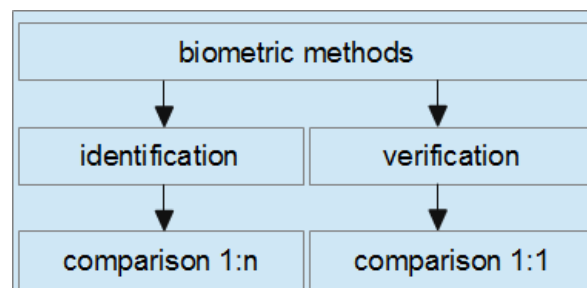 biometric methods
identification
verification
comparison 1:n
comparison 1:1